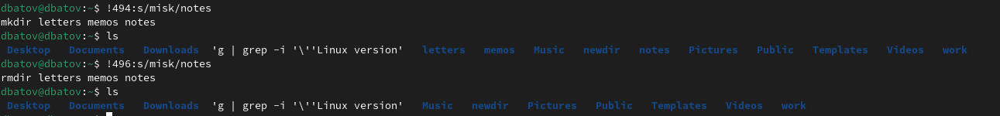 dbatov@dbatov:~$ !494:s/misk/notes
mkdir letters memos notes
dbatov@dbatov:~$ ls
Desktop Documents Downloads 'g | grep -i '\''Linux version' letters memos Music newdir notes Pictures Public Templates Videos work
dbatov@dbatov:~$ !496:s/misk/notes
rmdir letters memos notes
dbatov@dbatov:~$ ls
Desktop Documents Downloads 'g | grep -i '\''Linux version' Music newdir Pictures Public Templates Videos work
dbatov@dbatov:~$